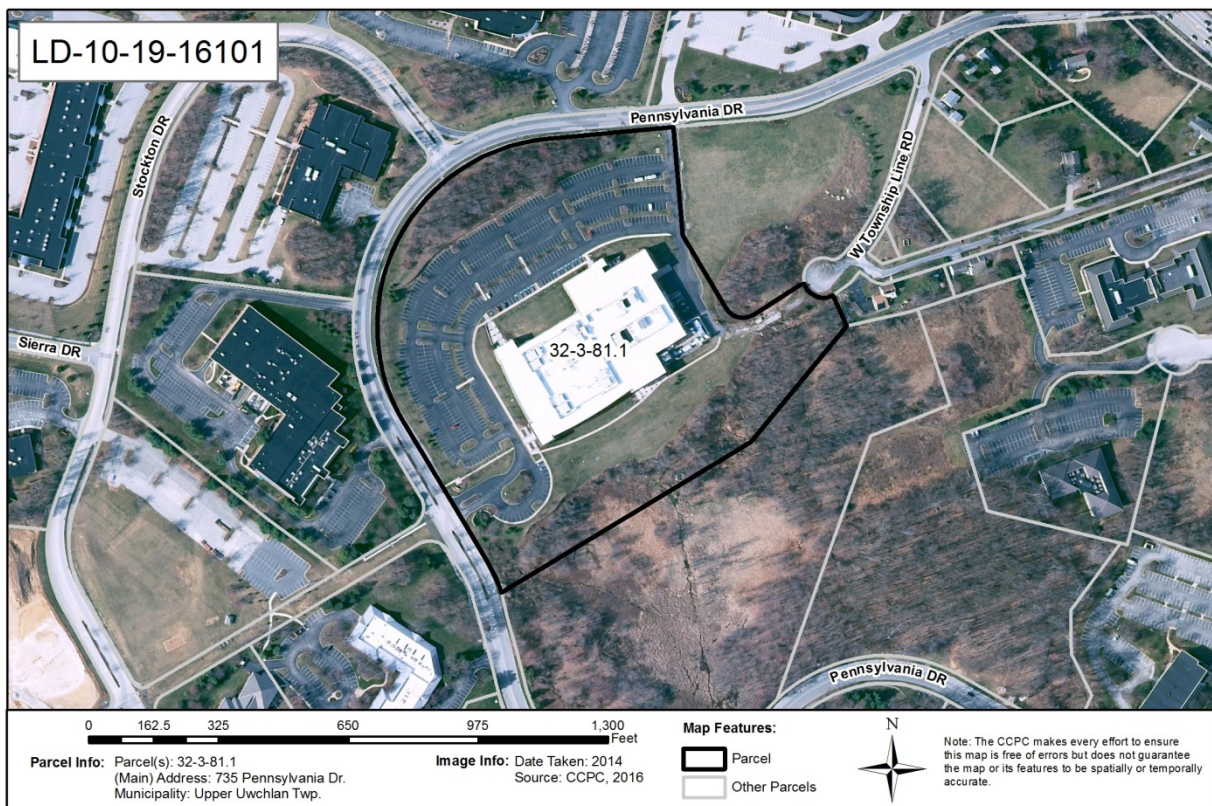 LD-10-19-16101
Pennsylvania DR
Stockton DR
W Township Line RD
32-3-81.1
Sierra DR
Pennsylvania DR
0 162.5 325 650 975 1,300
Feet
Parcel Info: Parcel(s): 32-3-81.1
(Main) Address: 735 Pennsylvania Dr.
Municipality: Upper Uwchlan Twp.
Image Info: Date Taken: 2014
Source: CCPC, 2016
Map Features:
Parcel
Other Parcels
N
Note: The CCPC makes every effort to ensure
this map is free of errors but does not guarantee
the map or its features to be spatially or temporally
accurate.